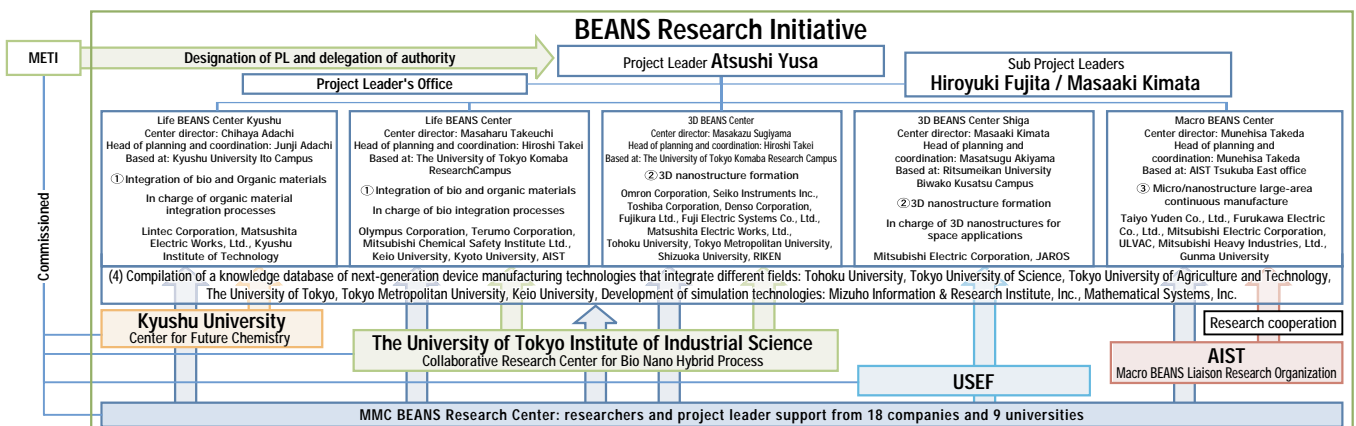 BEANS Research Initiative
METI
Designation of PL and delegation of authority
Project Leader Atsushi Yusa
Sub Project Leaders
Hiroyuki Fujita / Masaaki Kimata
Project Leader's Office
Life BEANS Center Kyushu
Center director: Chihaya Adachi
Head of planning and coordination: Junji Adachi
Based at: Kyushu University Ito Campus
① Integration of bio and Organic materials
In charge of organic material
integration processes
Lintec Corporation, Matsushita
Electric Works, Ltd., Kyushu
Institute of Technology
Life BEANS Center
Center director: Masaharu Takeuchi
Head of planning and coordination: Hiroshi Takei
Based at: The University of Tokyo Komaba
ResearchCampus
① Integration of bio and organic materials
In charge of bio integration processes
Olympus Corporation, Terumo Corporation,
Mitsubishi Chemical Safety Institute Ltd.,
Keio University, Kyoto University, AIST
3D BEANS Center
Center director: Masakazu Sugiyama
Head of planning and coordination: Hiroshi Takei
Based at: The University of Tokyo Komaba Research Campus
② 3D nanostructure formation
Omron Corporation, Seiko Instruments Inc.,
Toshiba Corporation, Denso Corporation,
Fujikura Ltd., Fuji Electric Systems Co., Ltd.,
Matsushita Electric Works, Ltd.,
Tohoku University, Tokyo Metropolitan University,
Shizuoka University, RIKEN
3D BEANS Center Shiga
Center director: Masaaki Kimata
Head of planning and
coordination: Masatsugu Akiyama
Based at: Ritsumeikan University
Biwako Kusatsu Campus
② 3D nanostructure formation
In charge of 3D nanostructures for
space applications
Mitsubishi Electric Corporation, JAROS
Macro BEANS Center
Center director: Munehisa Takeda
Head of planning and
coordination: Munehisa Takeda
Based at: AIST Tsukuba East office
③ Micro/nanostructure large-area
continuous manufacture
Taiyo Yuden Co., Ltd., Furukawa Electric
Co., Ltd., Mitsubishi Electric Corporation,
ULVAC, Mitsubishi Heavy Industries, Ltd.,
Gunma University
Commissioned
(4) Compilation of a knowledge database of next-generation device manufacturing technologies that integrate different fields: Tohoku University, Tokyo University of Science, Tokyo University of Agriculture and Technology,
The University of Tokyo, Tokyo Metropolitan University, Keio University, Development of simulation technologies: Mizuho Information & Research Institute, Inc., Mathematical Systems, Inc.
Kyushu University
Center for Future Chemistry
The University of Tokyo Institute of Industrial Science
Collaborative Research Center for Bio Nano Hybrid Process
Research cooperation
AIST
Macro BEANS Liaison Research Organization
USEF
MMC BEANS Research Center: researchers and project leader support from 18 companies and 9 universities